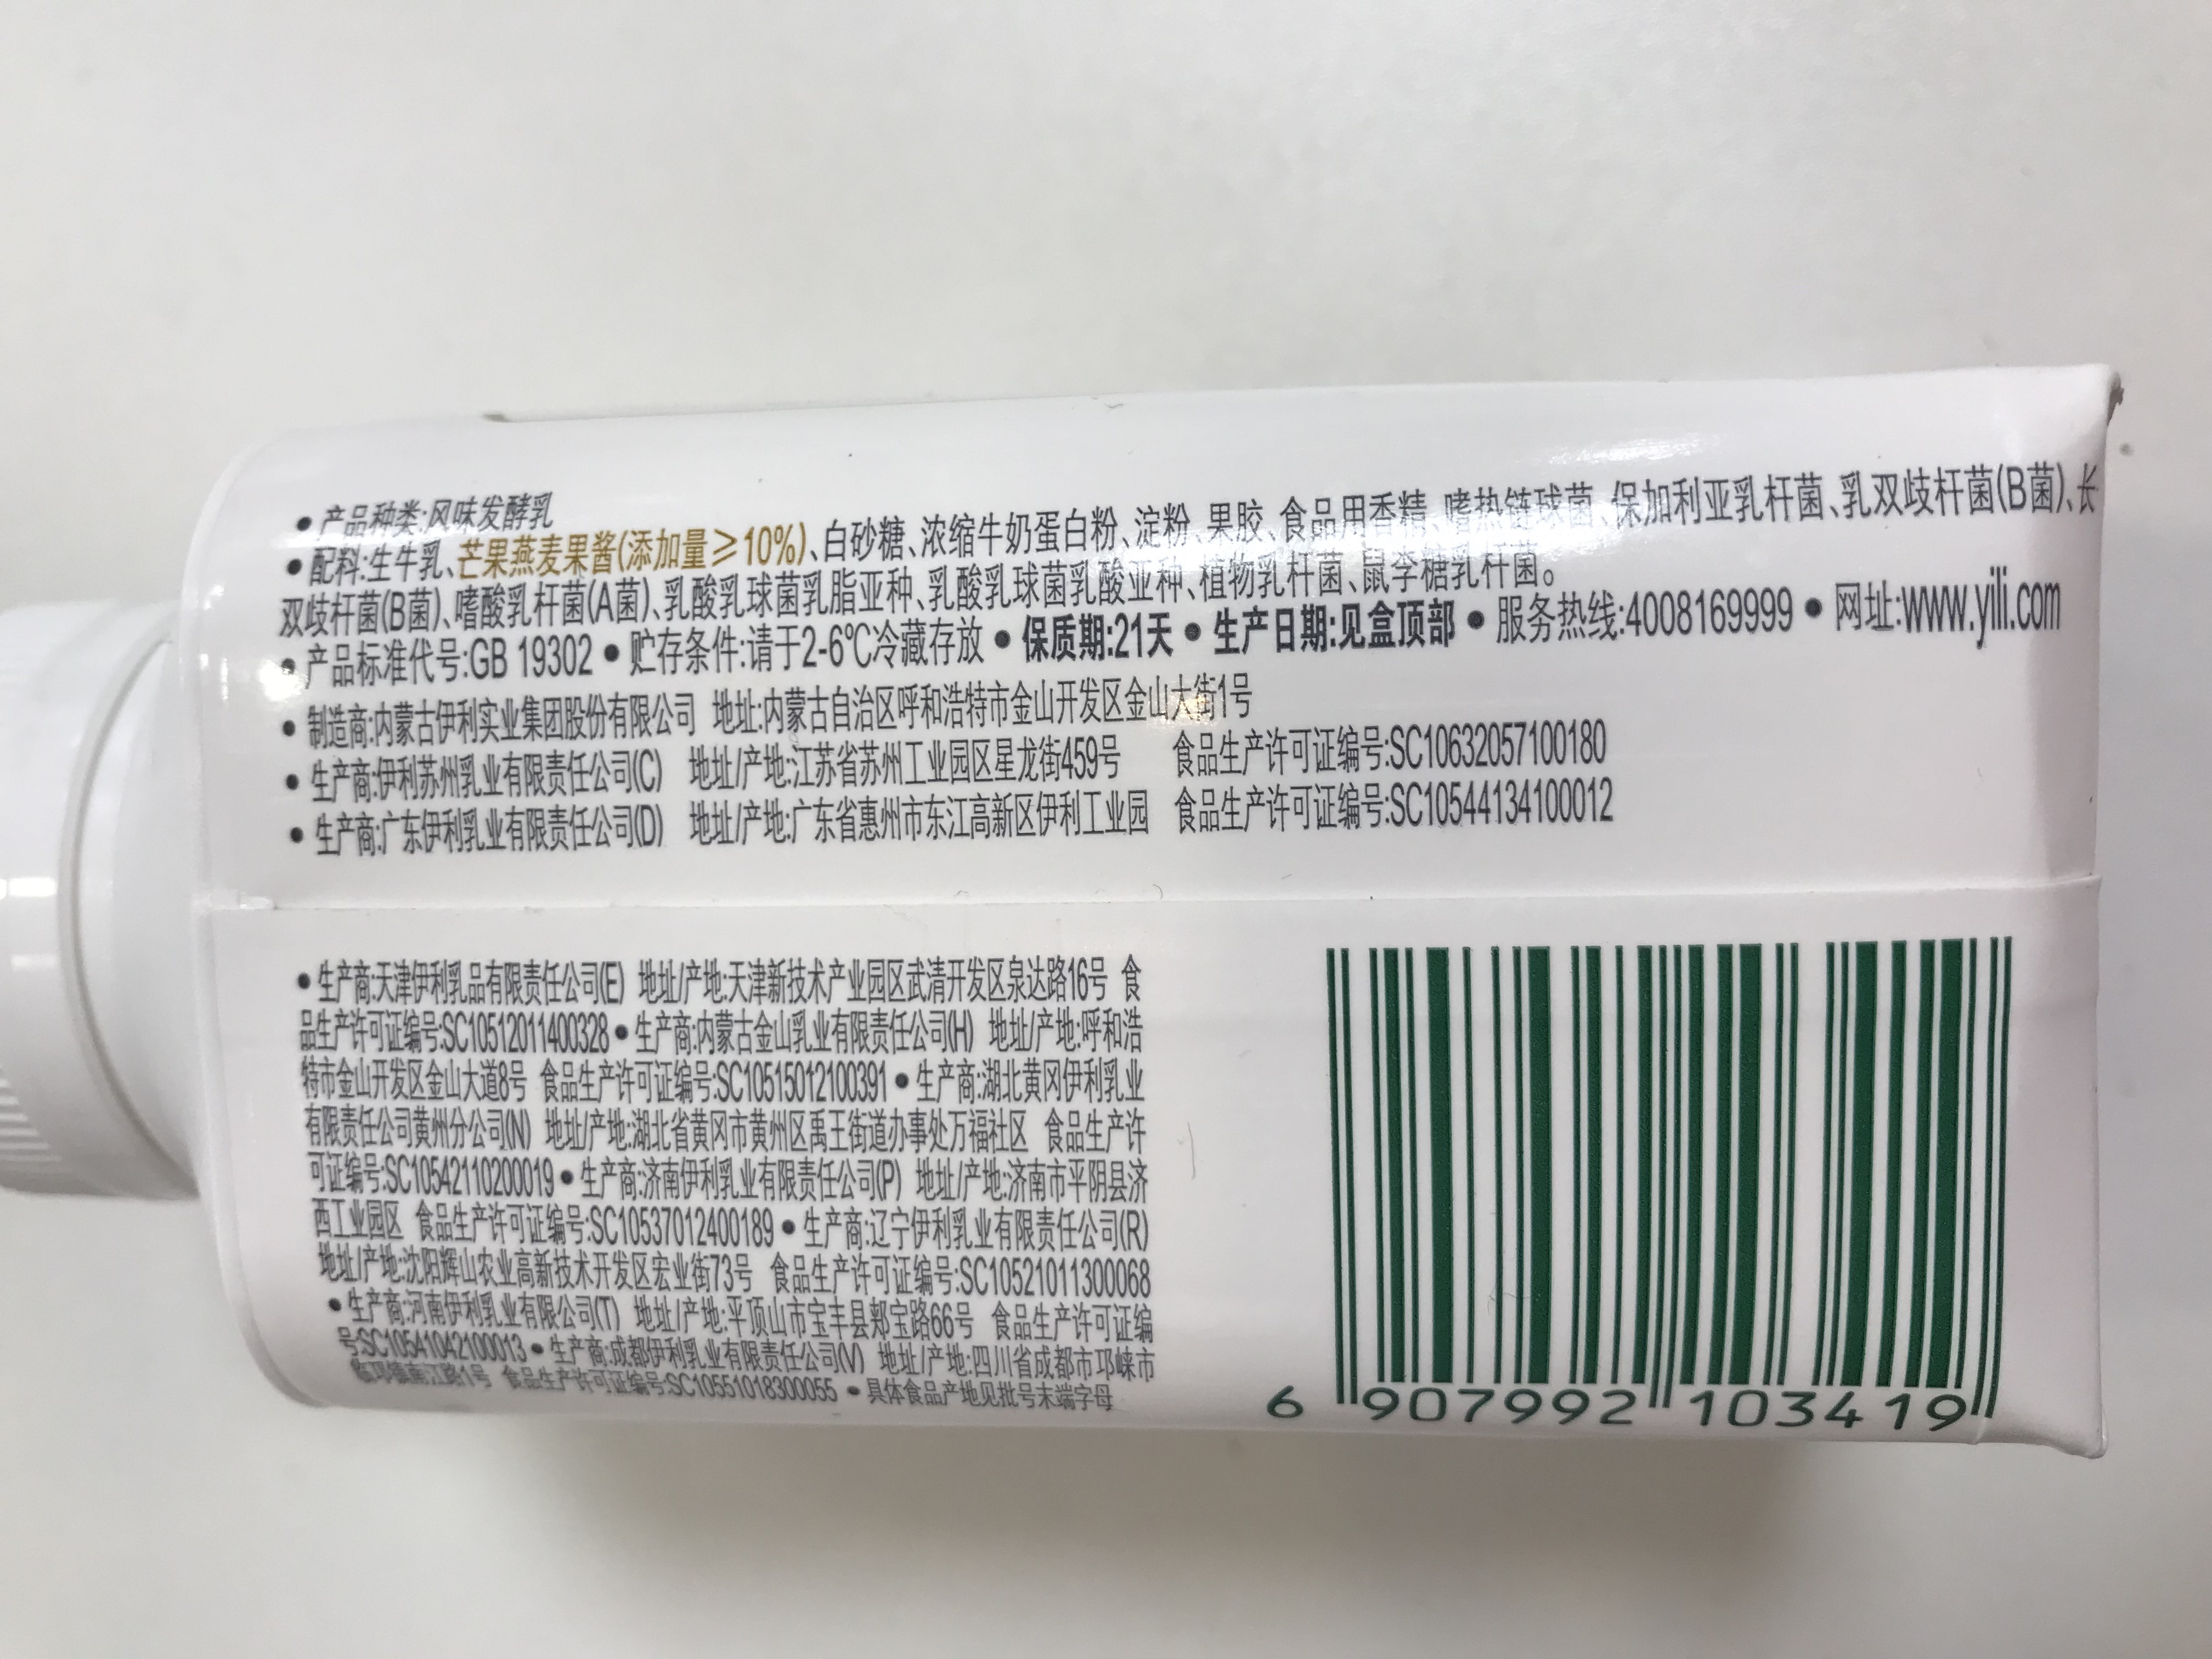 • 产品种类:风味发酵乳
• 配料:生牛乳、芒果燕麦果酱(添加量≥10%)、白砂糖、浓缩牛奶蛋白粉、淀粉、果胶、食品用香精、嗜热链球菌、保加利亚乳杆菌、乳双歧杆菌(B菌)、长
双歧杆菌(B菌)、嗜酸乳杆菌(A菌)、乳酸乳球菌乳脂亚种、乳酸乳球菌乳酸亚种、植物乳杆菌、鼠李糖乳杆菌。
• 产品标准代号:GB 19302 • 贮存条件:请于2-6℃冷藏存放 • 保质期:21天 • 生产日期:见盒顶部 • 服务热线:4008169999 • 网址:www.yili.com
• 制造商:内蒙古伊利实业集团股份有限公司 地址:内蒙古自治区呼和浩特市金山开发区金山大街1号
• 生产商:伊利苏州乳业有限责任公司(C) 地址/产地:江苏省苏州工业园区星龙街459号 食品生产许可证编号:SC10632057100180
• 生产商:广东伊利乳业有限责任公司(D) 地址/产地:广东省惠州市东江高新区伊利工业园 食品生产许可证编号:SC10544134100012
• 生产商:天津伊利乳品有限责任公司(E) 地址/产地:天津新技术产业园区武清开发区泉达路16号 食
品生产许可证编号:SC10512011400328 • 生产商:内蒙古金山乳业有限责任公司(H) 地址/产地:呼和浩
特市金山开发区金山大道8号 食品生产许可证编号:SC10515012100391 • 生产商:湖北黄冈伊利乳业
有限责任公司黄州分公司(N) 地址/产地:湖北省黄冈市黄州区禹王街道办事处万福社区 食品生产许
可证编号:SC10542110200019 • 生产商:济南伊利乳业有限责任公司(P) 地址/产地:济南市平阴县济
西工业园区 食品生产许可证编号:SC10537012400189 • 生产商:辽宁伊利乳业有限责任公司(R)
地址/产地:沈阳辉山农业高新技术开发区宏业街73号 食品生产许可证编号:SC10521011300068
• 生产商:河南伊利乳业有限公司(T) 地址/产地:平顶山市宝丰县郏宝路66号 食品生产许可证编
号:SC10541042100013 • 生产商:成都伊利乳业有限责任公司(V) 地址/产地:四川省成都市邛崃市
临邛镇南江路1号 食品生产许可证编号:SC10551018300055 • 具体食品产地见批号末端字母
6 907992 103419